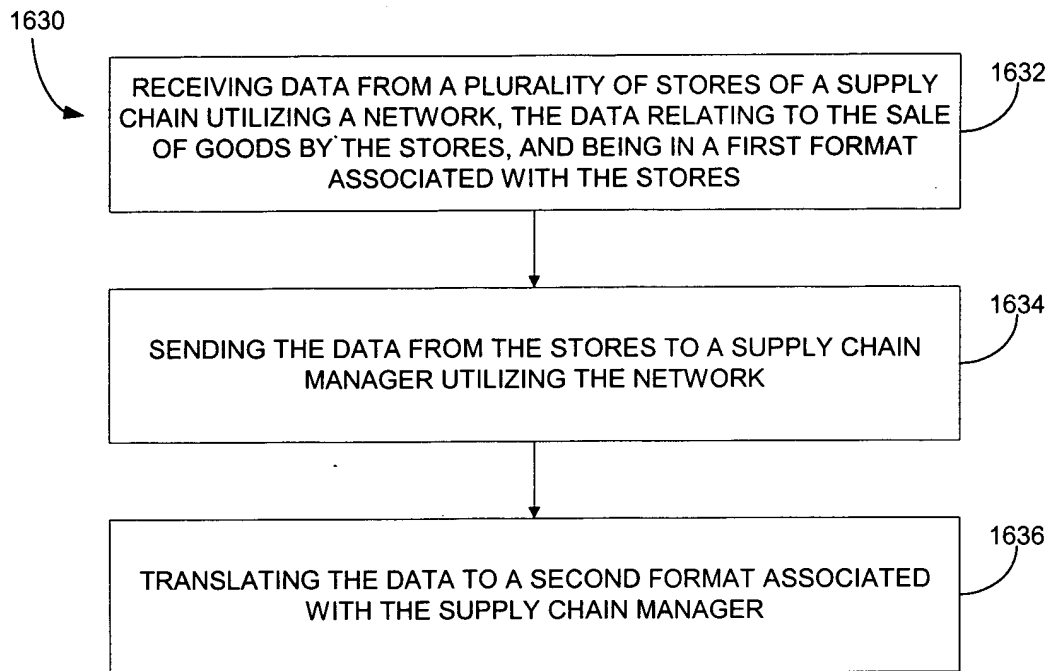 1630
1632
RECEIVING DATA FROM A PLURALITY OF STORES OF A SUPPLY
CHAIN UTILIZING A NETWORK, THE DATA RELATING TO THE SALE
OF GOODS BY THE STORES, AND BEING IN A FIRST FORMAT
ASSOCIATED WITH THE STORES
1634
SENDING THE DATA FROM THE STORES TO A SUPPLY CHAIN
MANAGER UTILIZING THE NETWORK
1636
TRANSLATING THE DATA TO A SECOND FORMAT ASSOCIATED
WITH THE SUPPLY CHAIN MANAGER